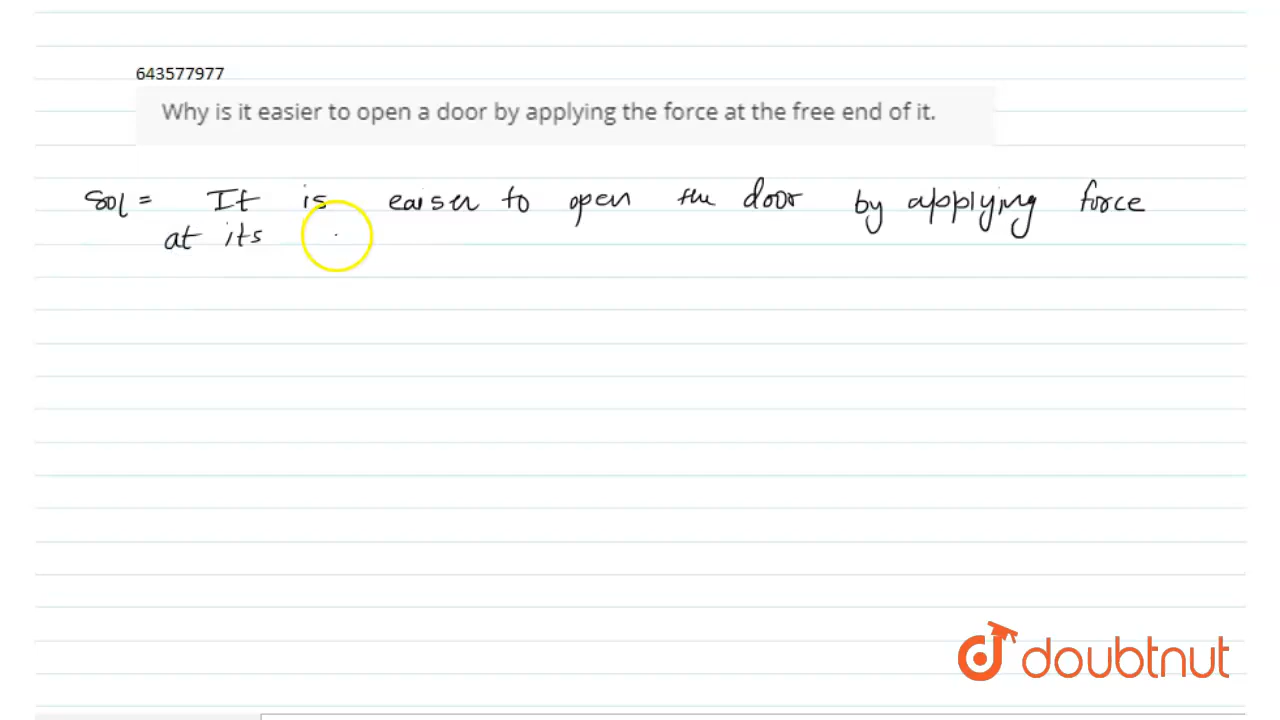 643577977
Why is it easier to open a door by applying the force at the free end of it.
Sol = It is eaiser to open the door by applying force
at its
doubtnut